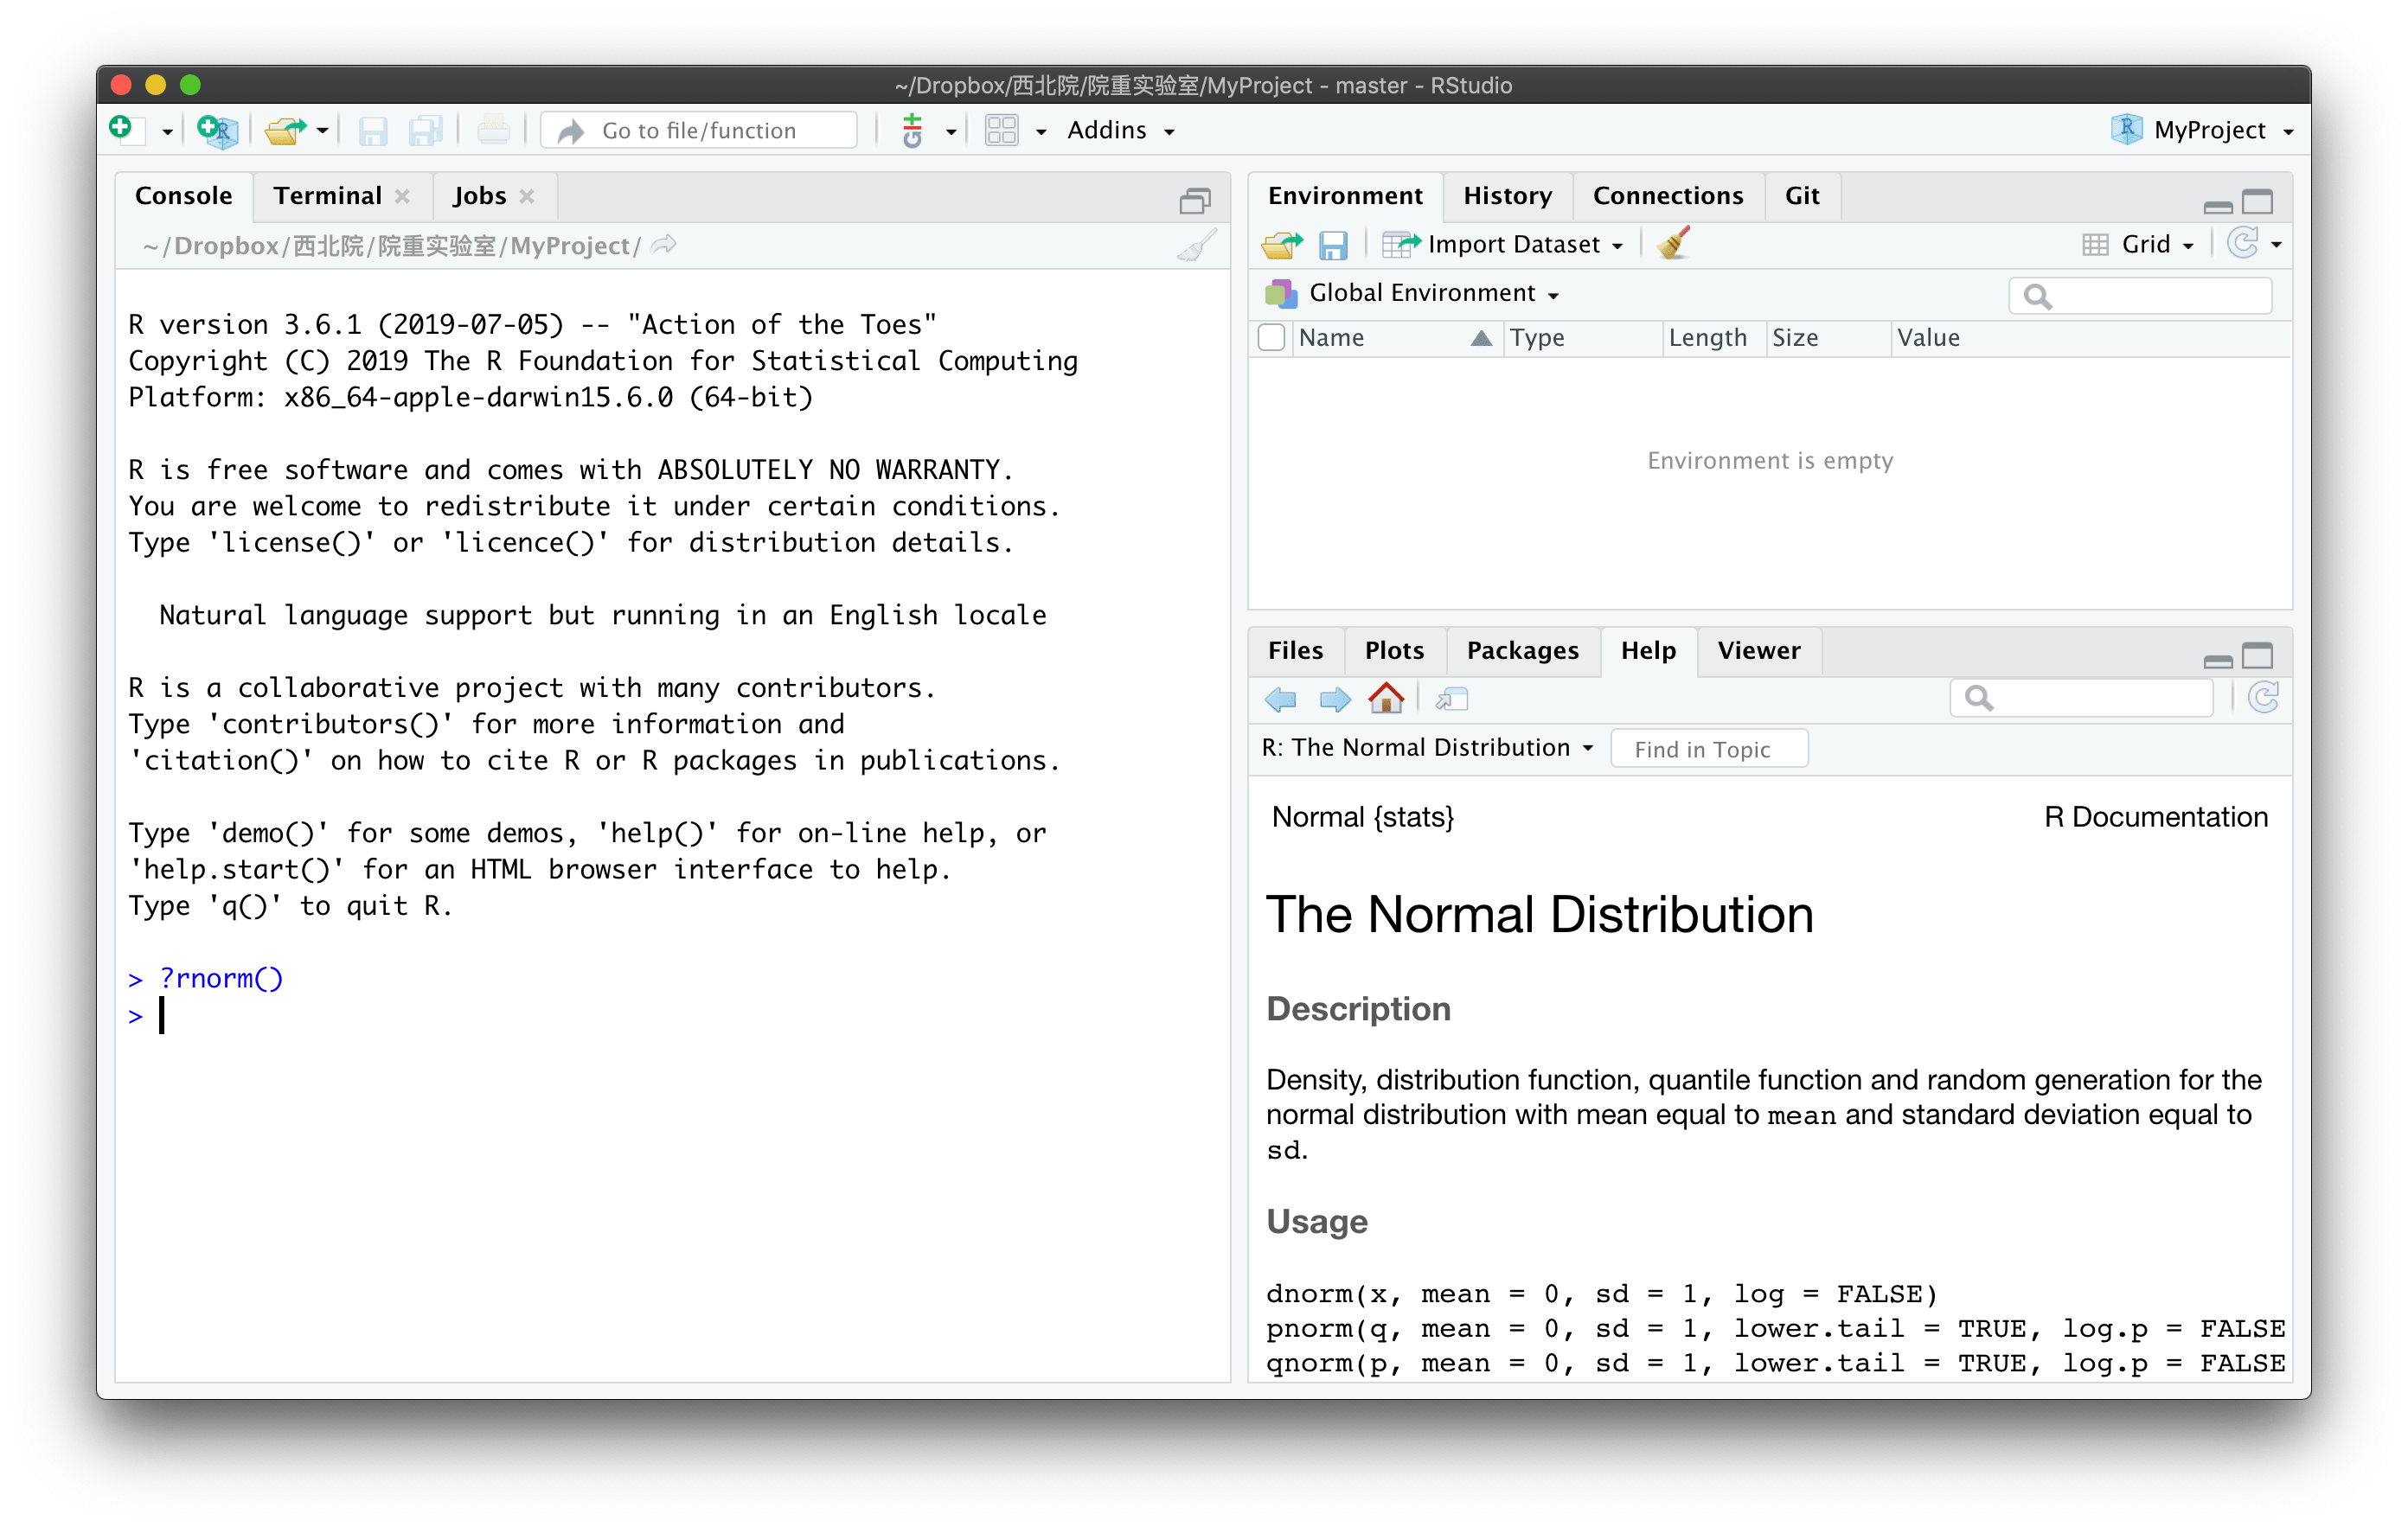 ~/Dropbox/西北院/院重实验室/MyProject - master - RStudio
Go to file/function
Addins
MyProject
Console Terminal Jobs
~/Dropbox/西北院/院重实验室/MyProject/
R version 3.6.1 (2019-07-05) -- "Action of the Toes"
Copyright (C) 2019 The R Foundation for Statistical Computing
Platform: x86_64-apple-darwin15.6.0 (64-bit)
R is free software and comes with ABSOLUTELY NO WARRANTY.
You are welcome to redistribute it under certain conditions.
Type 'license()' or 'licence()' for distribution details.
Natural language support but running in an English locale
R is a collaborative project with many contributors.
Type 'contributors()' for more information and
'citation()' on how to cite R or R packages in publications.
Type 'demo()' for some demos, 'help()' for on-line help, or
'help.start()' for an HTML browser interface to help.
Type 'q()' to quit R.
> ?rnorm()
>
Environment History Connections Git
Import Dataset Grid
Global Environment
Name Type Length Size Value
Environment is empty
Files Plots Packages Help Viewer
R: The Normal Distribution Find in Topic
Normal {stats} R Documentation
The Normal Distribution
Description
Density, distribution function, quantile function and random generation for the
normal distribution with mean equal to mean and standard deviation equal to
sd.
Usage
dnorm(x, mean = 0, sd = 1, log = FALSE)
pnorm(q, mean = 0, sd = 1, lower.tail = TRUE, log.p = FALSE
qnorm(p, mean = 0, sd = 1, lower.tail = TRUE, log.p = FALSE